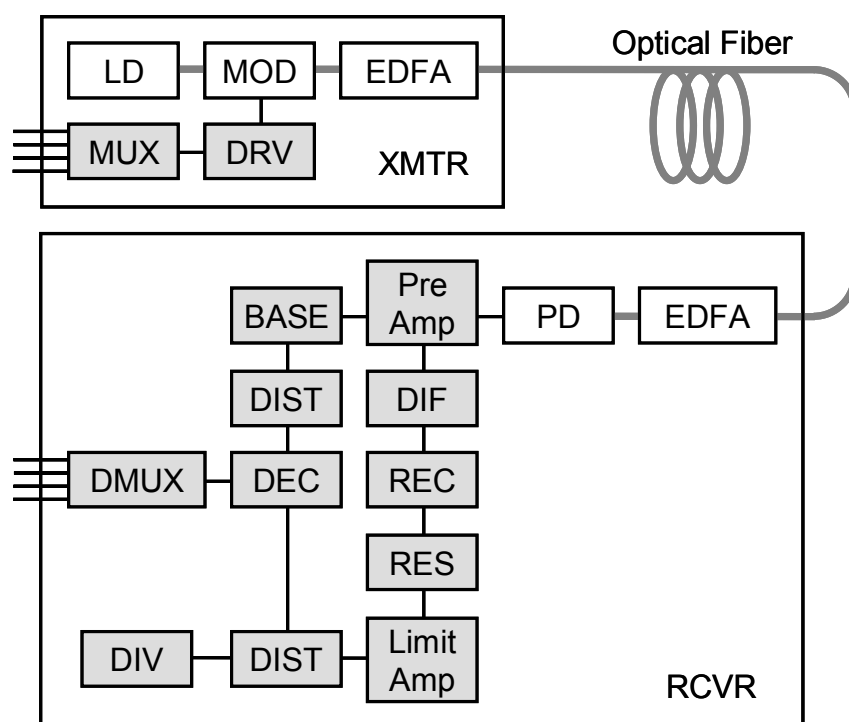 Optical Fiber
LD
MOD
EDFA
MUX
DRV
XMTR
BASE
Pre
Amp
PD
EDFA
DIST
DIF
DMUX
DEC
REC
RES
DIV
DIST
Limit
Amp
RCVR